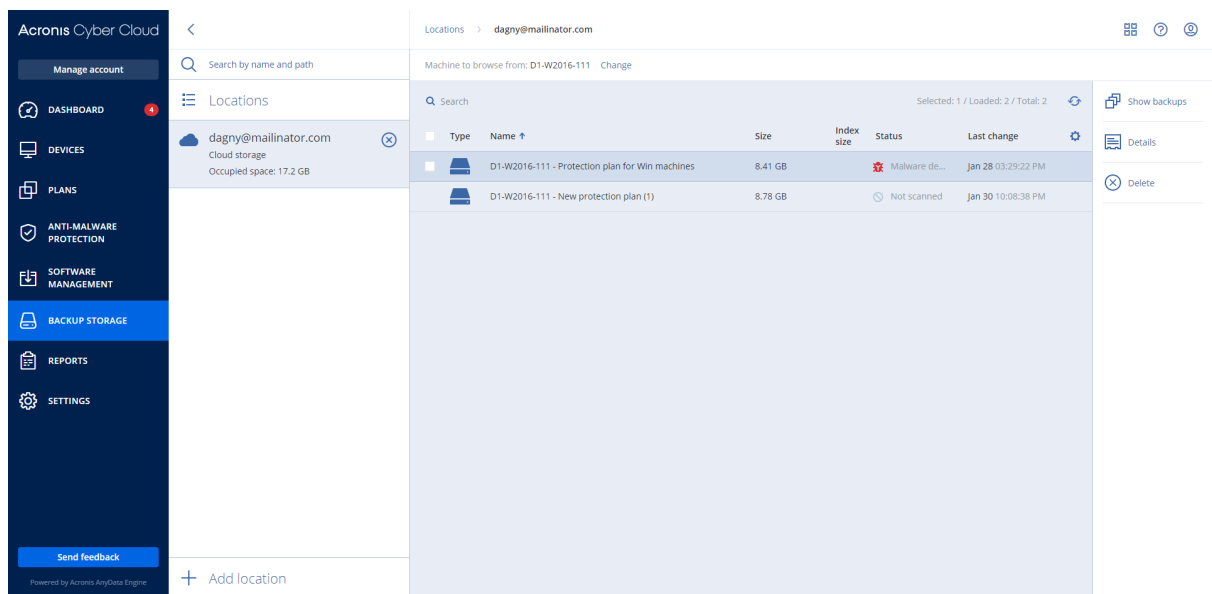 Acronis Cyber Cloud
Manage account
DASHBOARD 4
DEVICES
PLANS
ANTI-MALWARE
PROTECTION
SOFTWARE
MANAGEMENT
BACKUP STORAGE
REPORTS
SETTINGS
Send feedback
Powered by Acronis AnyData Engine
Search by name and path
Locations
dagny@mailinator.com
Cloud storage
Occupied space: 17.2 GB
Add location
Locations > dagny@mailinator.com
Machine to browse from: D1-W2016-111 Change
Search Selected: 1 / Loaded: 2 / Total: 2
Type Name ↑ Size Index size Status Last change
D1-W2016-111 - Protection plan for Win machines 8.41 GB Malware de... Jan 28 03:29:22 PM
D1-W2016-111 - New protection plan (1) 8.78 GB Not scanned Jan 30 10:08:38 PM
Show backups
Details
Delete